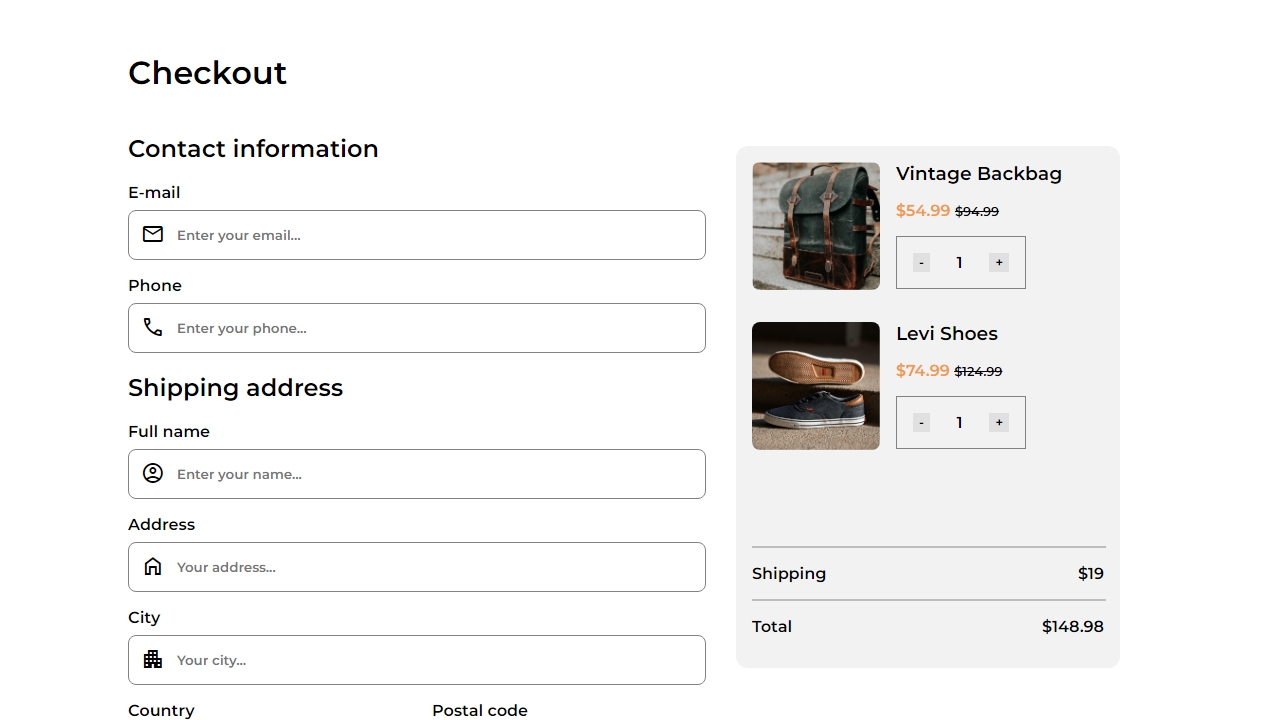 Checkout
Contact information
E-mail
Enter your email...
Phone
Enter your phone...
Shipping address
Full name
Enter your name...
Address
Your address...
City
Your city...
Country
Postal code
Vintage Backbag
$54.99 $94.99
- 1 +
Levi Shoes
$74.99 $124.99
- 1 +
Shipping $19
Total $148.98